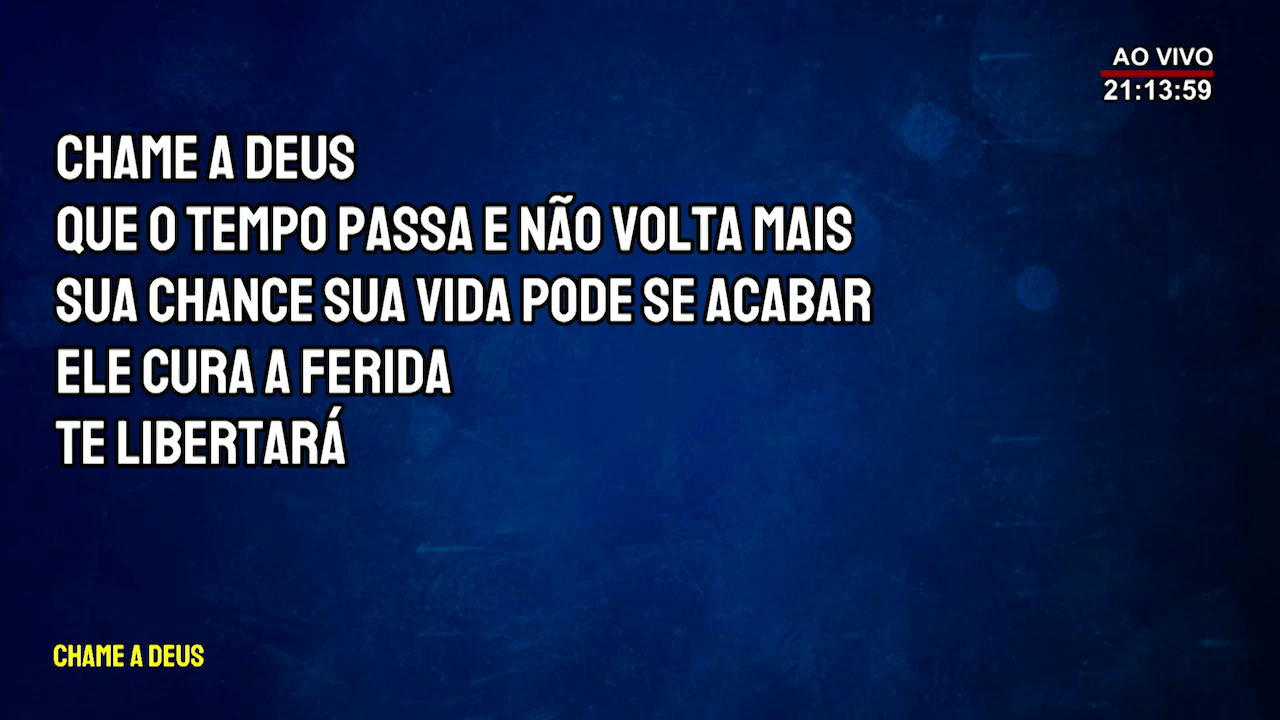 AO VIVO
21:13:59
CHAME A DEUS
QUE O TEMPO PASSA E NÃO VOLTA MAIS
SUA CHANCE SUA VIDA PODE SE ACABAR
ELE CURA A FERIDA
TE LIBERTARÁ
CHAME A DEUS